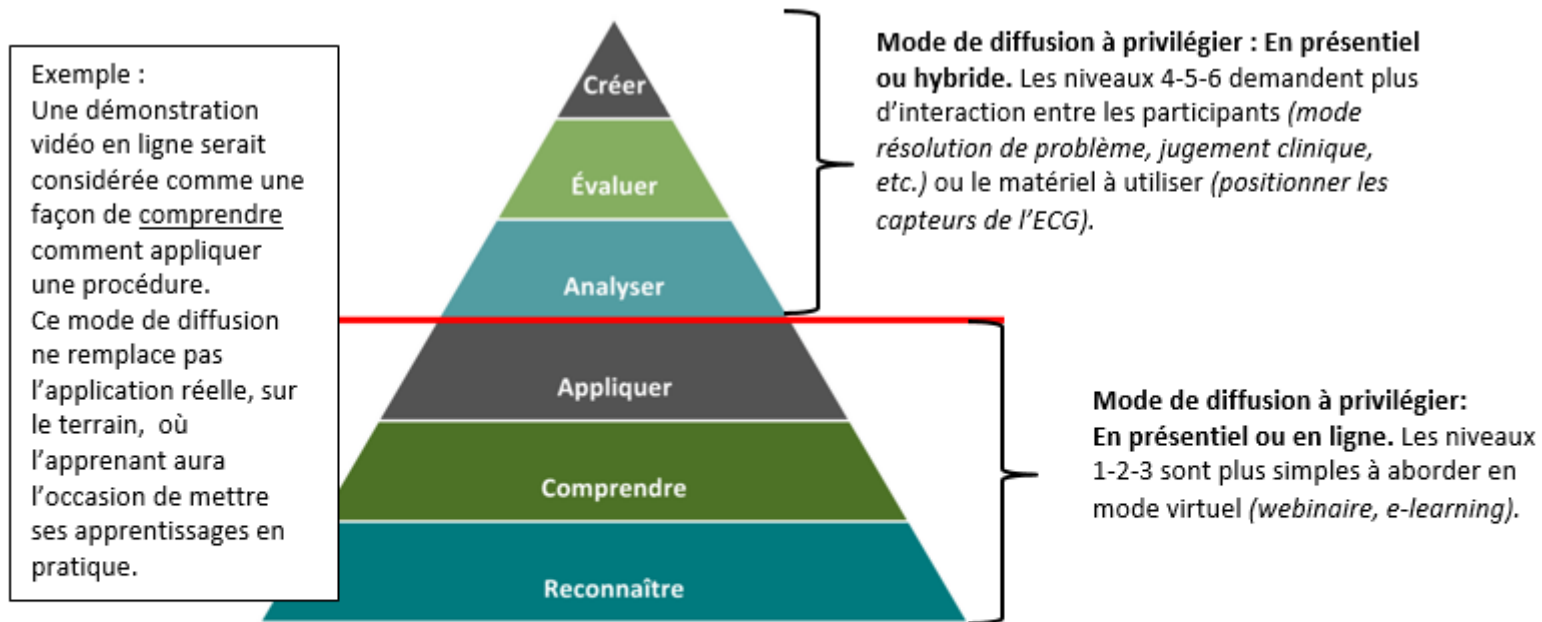 Exemple :
Une démonstration
vidéo en ligne serait
considérée comme une
façon de comprendre
comment appliquer
une procédure.
Ce mode de diffusion
ne remplace pas
l’application réelle, sur
le terrain, où
l’apprenant aura
l’occasion de mettre
ses apprentissages en
pratique.
Créer
Évaluer
Analyser
Appliquer
Comprendre
Reconnaître
Mode de diffusion à privilégier : En présentiel
ou hybride. Les niveaux 4-5-6 demandent plus
d’interaction entre les participants (mode
résolution de problème, jugement clinique,
etc.) ou le matériel à utiliser (positionner les
capteurs de l’ECG).
Mode de diffusion à privilégier:
En présentiel ou en ligne. Les niveaux
1-2-3 sont plus simples à aborder en
mode virtuel (webinaire, e-learning).